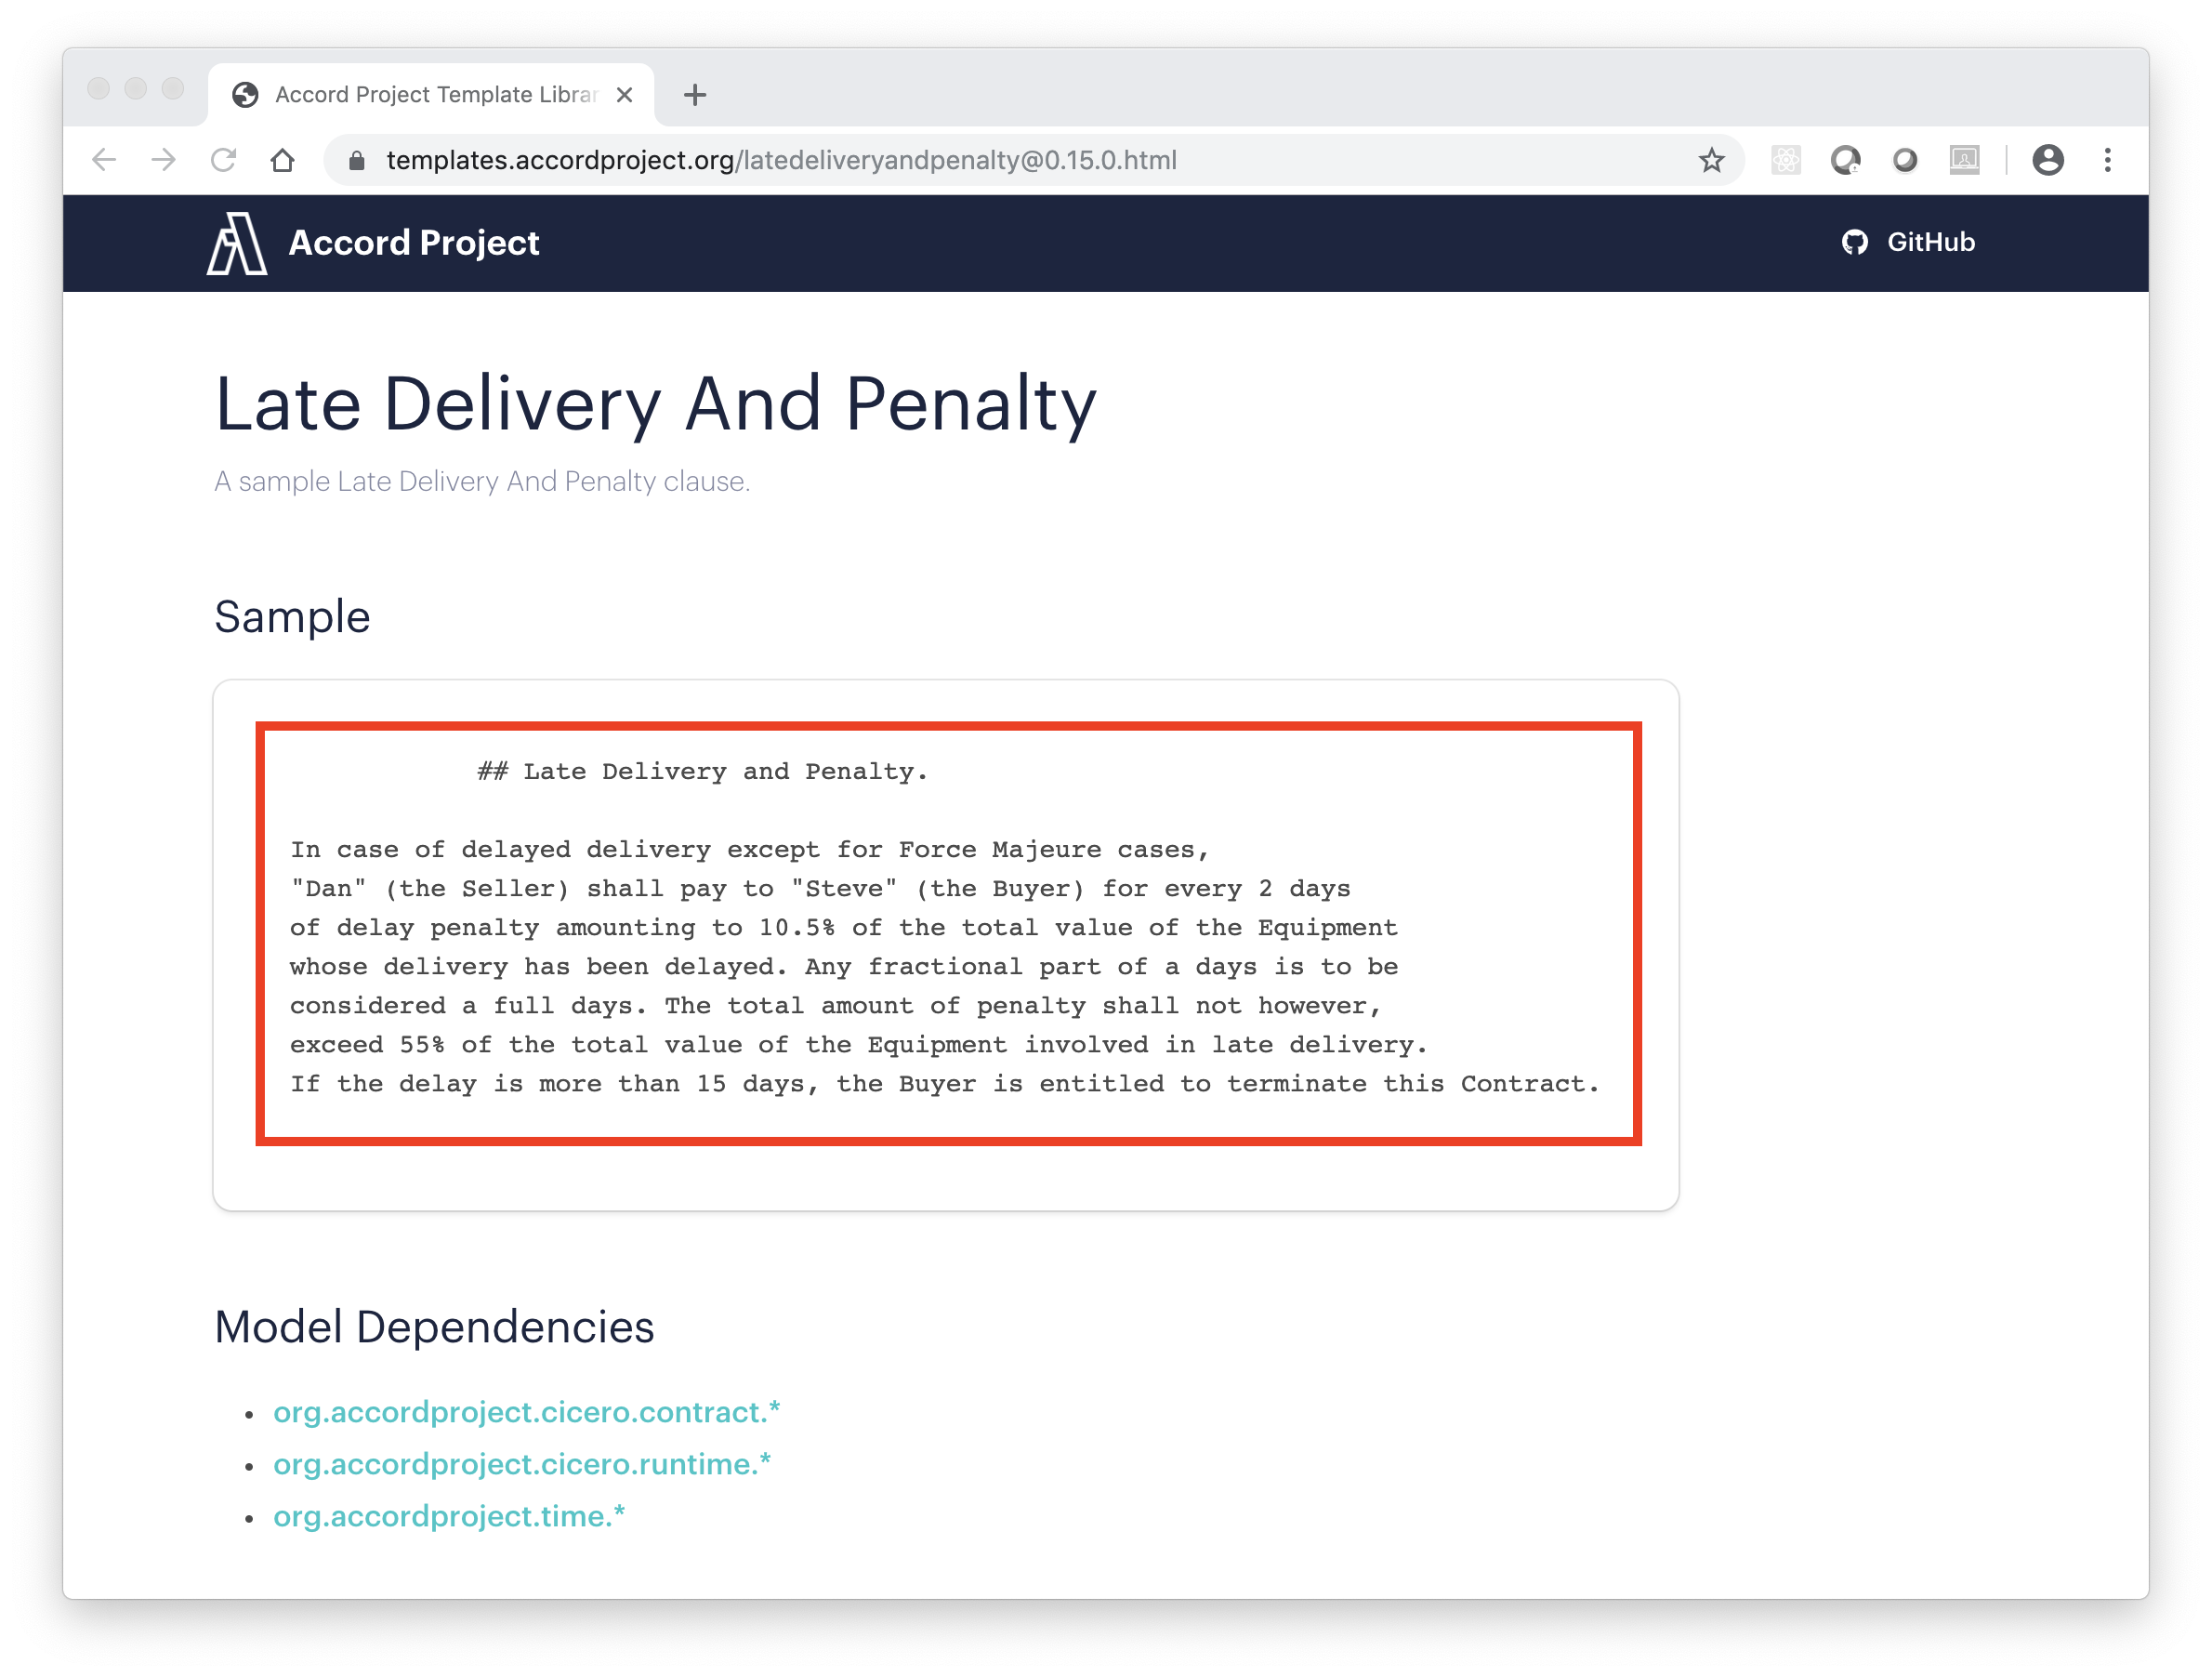 Accord Project Template Librar
templates.accordproject.org/latedeliveryandpenalty@0.15.0.html
Accord Project
GitHub
Late Delivery And Penalty
A sample Late Delivery And Penalty clause.
Sample
## Late Delivery and Penalty.
In case of delayed delivery except for Force Majeure cases,
"Dan" (the Seller) shall pay to "Steve" (the Buyer) for every 2 days
of delay penalty amounting to 10.5% of the total value of the Equipment
whose delivery has been delayed. Any fractional part of a days is to be
considered a full days. The total amount of penalty shall not however,
exceed 55% of the total value of the Equipment involved in late delivery.
If the delay is more than 15 days, the Buyer is entitled to terminate this Contract.
Model Dependencies
• org.accordproject.cicero.contract.*
• org.accordproject.cicero.runtime.*
• org.accordproject.time.*